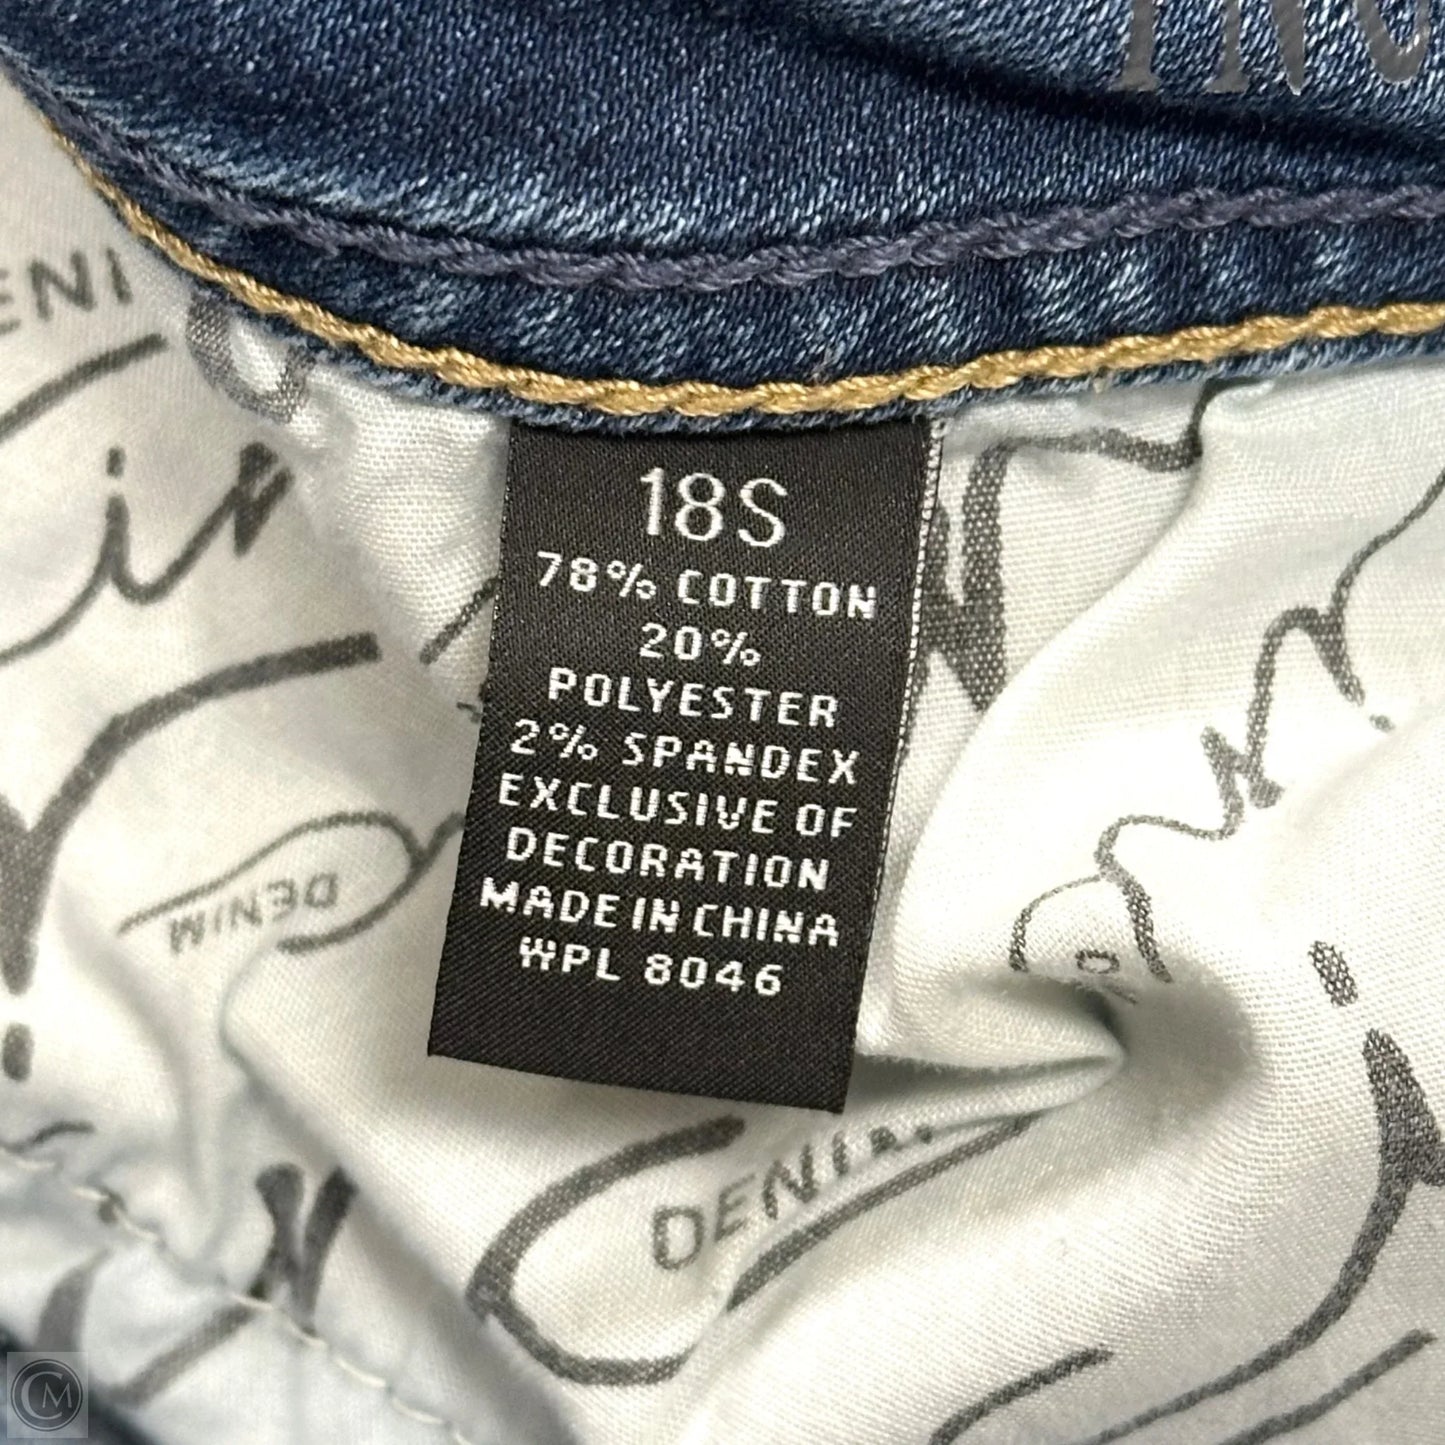 18S
78% COTTON
20%
POLYESTER
2% SPANDEX
EXCLUSIVE OF
DECORATION
MADE IN CHINA
WPL 8046
DENIM
DENIM